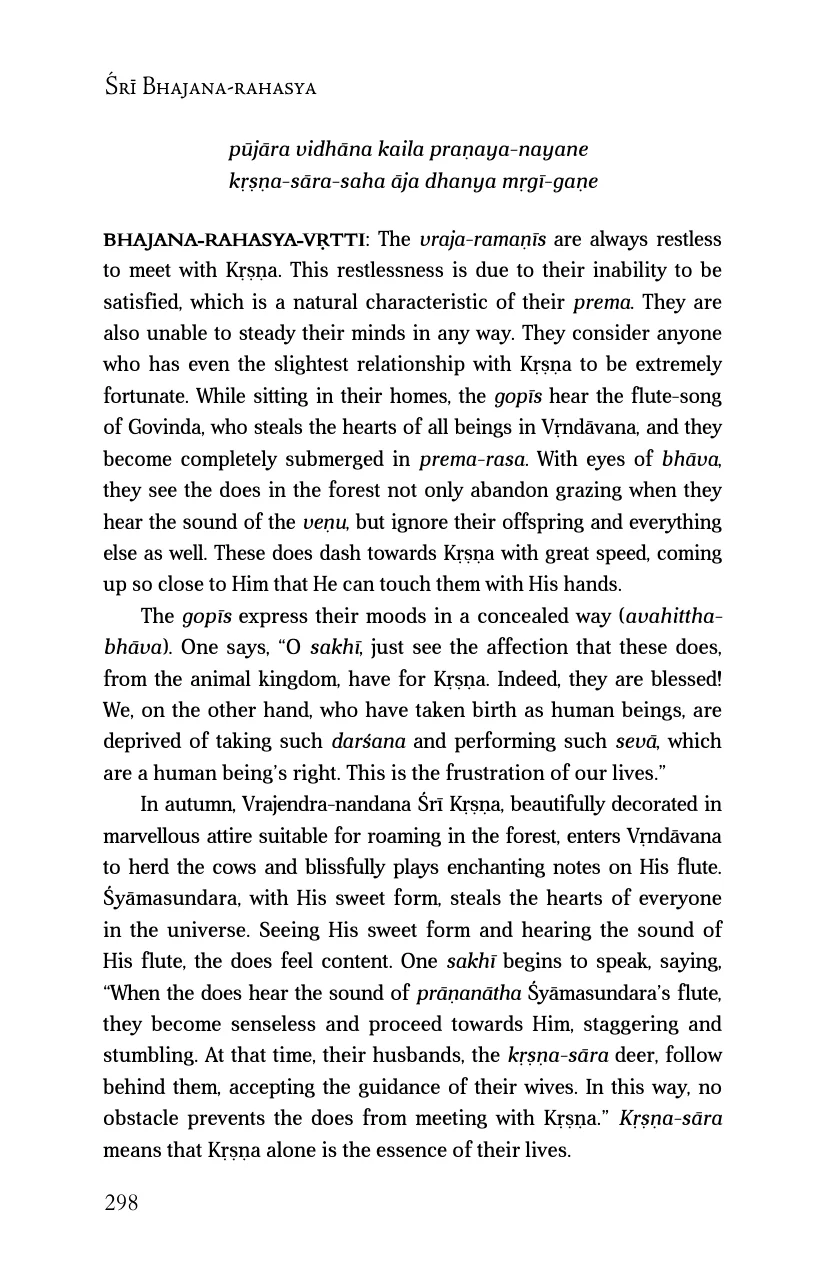 Śrī Bhajana-rahasya
pūjāra vidhāna kaila praṇaya-nayane
kṛṣṇa-sāra-saha āja dhanya mṛgī-gaṇe
BHAJANA-RAHASYA-VṚTTI: The vraja-ramaṇīs are always restless
to meet with Kṛṣṇa. This restlessness is due to their inability to be
satisfied, which is a natural characteristic of their prema. They are
also unable to steady their minds in any way. They consider anyone
who has even the slightest relationship with Kṛṣṇa to be extremely
fortunate. While sitting in their homes, the gopīs hear the flute-song
of Govinda, who steals the hearts of all beings in Vṛndāvana, and they
become completely submerged in prema-rasa. With eyes of bhāva,
they see the does in the forest not only abandon grazing when they
hear the sound of the veṇu, but ignore their offspring and everything
else as well. These does dash towards Kṛṣṇa with great speed, coming
up so close to Him that He can touch them with His hands.
The gopīs express their moods in a concealed way (avahittha-
bhāva). One says, “O sakhī, just see the affection that these does,
from the animal kingdom, have for Kṛṣṇa. Indeed, they are blessed!
We, on the other hand, who have taken birth as human beings, are
deprived of taking such darśana and performing such sevā, which
are a human being’s right. This is the frustration of our lives.”
In autumn, Vrajendra-nandana Śrī Kṛṣṇa, beautifully decorated in
marvellous attire suitable for roaming in the forest, enters Vṛndāvana
to herd the cows and blissfully plays enchanting notes on His flute.
Śyāmasundara, with His sweet form, steals the hearts of everyone
in the universe. Seeing His sweet form and hearing the sound of
His flute, the does feel content. One sakhī begins to speak, saying,
“When the does hear the sound of prāṇanātha Śyāmasundara’s flute,
they become senseless and proceed towards Him, staggering and
stumbling. At that time, their husbands, the kṛṣṇa-sāra deer, follow
behind them, accepting the guidance of their wives. In this way, no
obstacle prevents the does from meeting with Kṛṣṇa.” Kṛṣṇa-sāra
means that Kṛṣṇa alone is the essence of their lives.
298